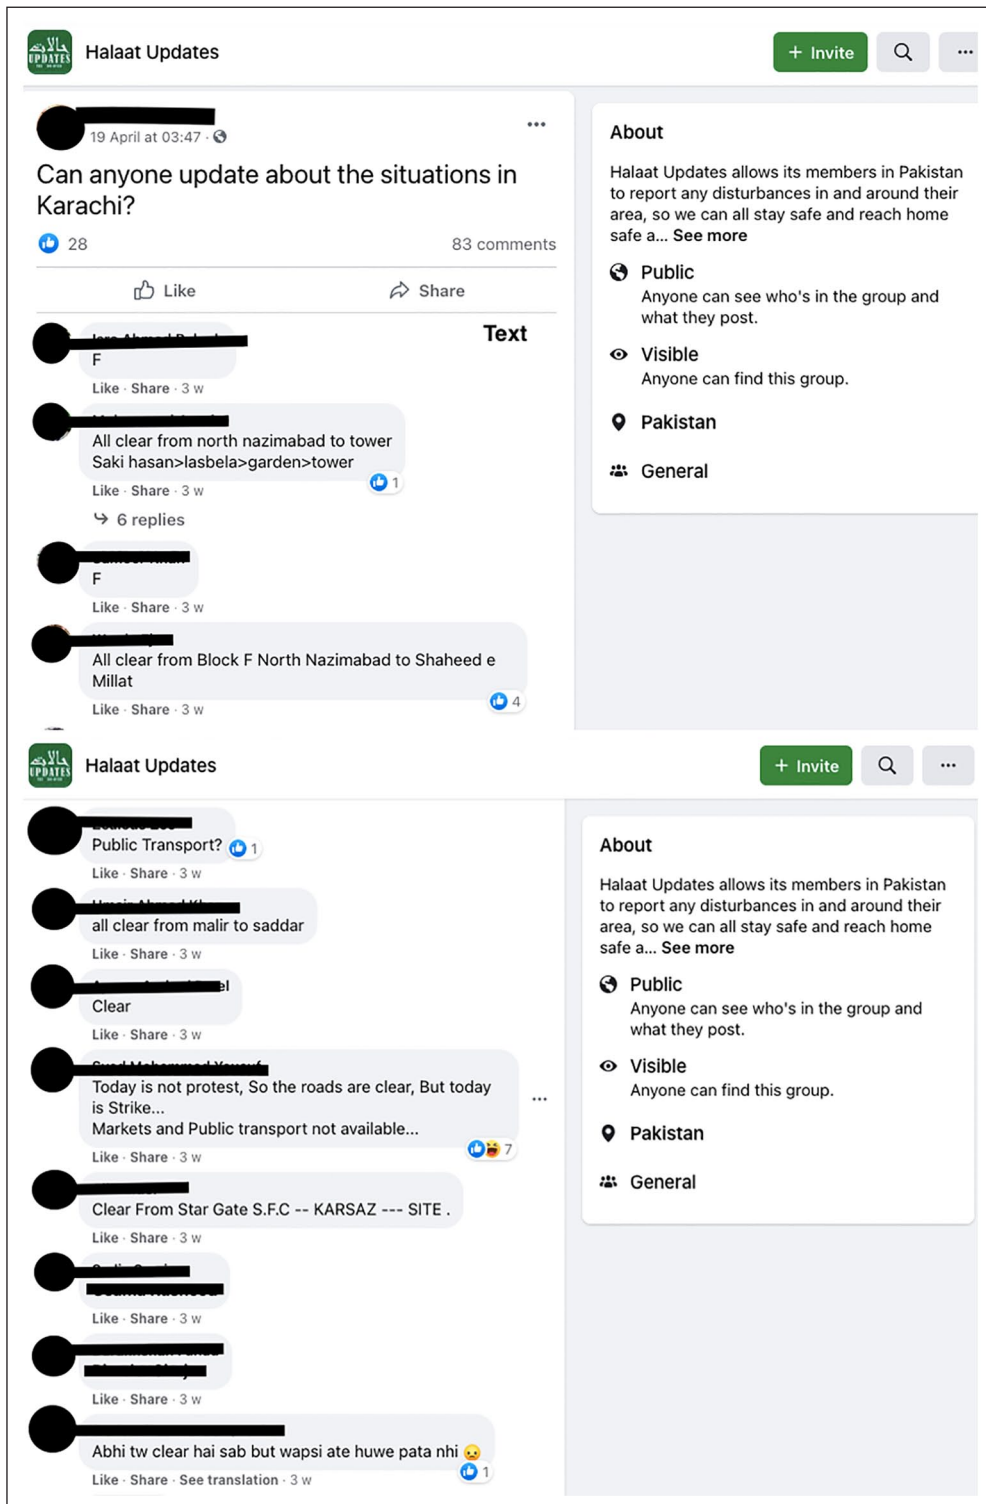 حالات
UPDATES
Halaat Updates
+ Invite
19 April at 03:47 ·
Can anyone update about the situations in
Karachi?
28
83 comments
Like
Share
Text
F
Like · Share · 3 w
All clear from north nazimabad to tower
Saki hasan>lasbela>garden>tower
1
Like · Share · 3 w
6 replies
F
Like · Share · 3 w
All clear from Block F North Nazimabad to Shaheed e
Millat
4
Like · Share · 3 w
About
Halaat Updates allows its members in Pakistan
to report any disturbances in and around their
area, so we can all stay safe and reach home
safe a... See more
Public
Anyone can see who's in the group and
what they post.
Visible
Anyone can find this group.
Pakistan
General
حالات
UPDATES
Halaat Updates
+ Invite
Public Transport?
1
Like · Share · 3 w
all clear from malir to saddar
Like · Share · 3 w
Clear
Like · Share · 3 w
Today is not protest, So the roads are clear, But today
is Strike...
Markets and Public transport not available...
7
Like · Share · 3 w
Clear From Star Gate S.F.C -- KARSAZ --- SITE .
Like · Share · 3 w
Like · Share · 3 w
Like · Share · 3 w
Abhi tw clear hai sab but wapsi ate huwe pata nhi 😥
1
Like · Share · See translation · 3 w
About
Halaat Updates allows its members in Pakistan
to report any disturbances in and around their
area, so we can all stay safe and reach home
safe a... See more
Public
Anyone can see who's in the group and
what they post.
Visible
Anyone can find this group.
Pakistan
General